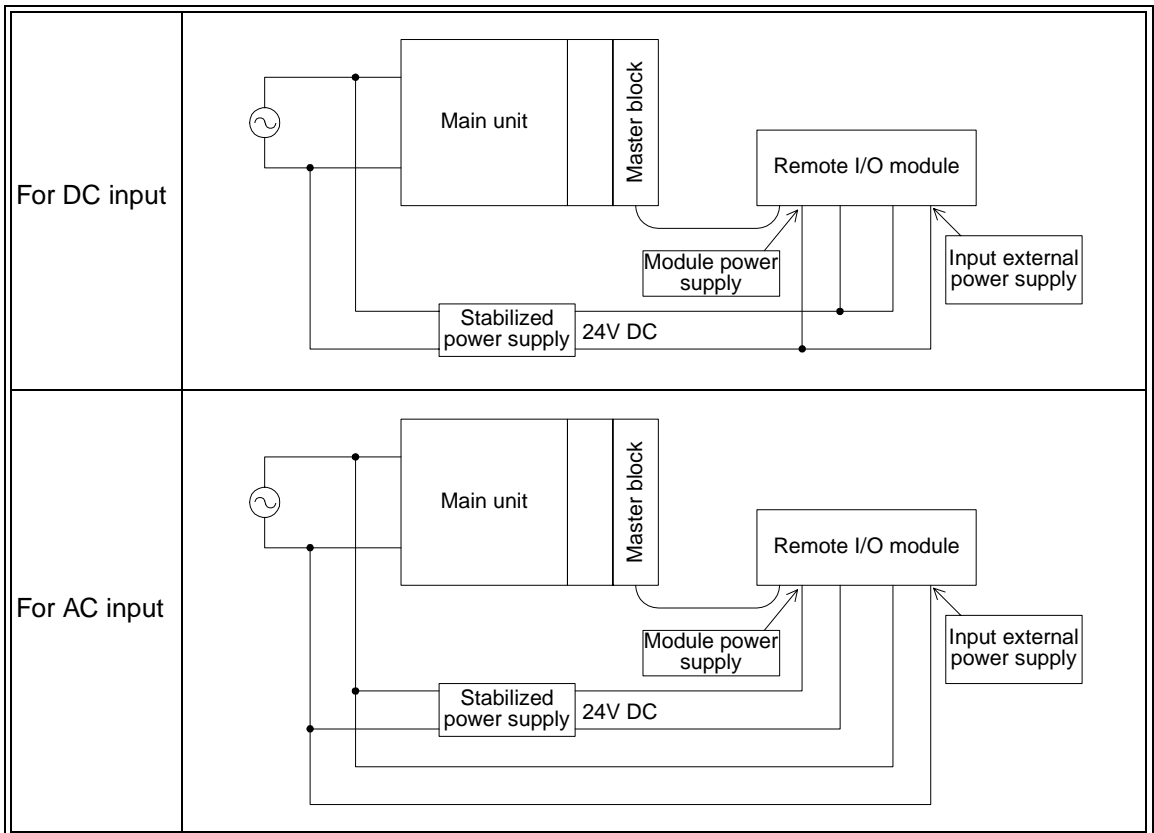 For DC input
Main unit
Master block
Remote I/O module
Module power
supply
Input external
power supply
Stabilized
power supply
24V DC
For AC input
Main unit
Master block
Remote I/O module
Module power
supply
Input external
power supply
Stabilized
power supply
24V DC